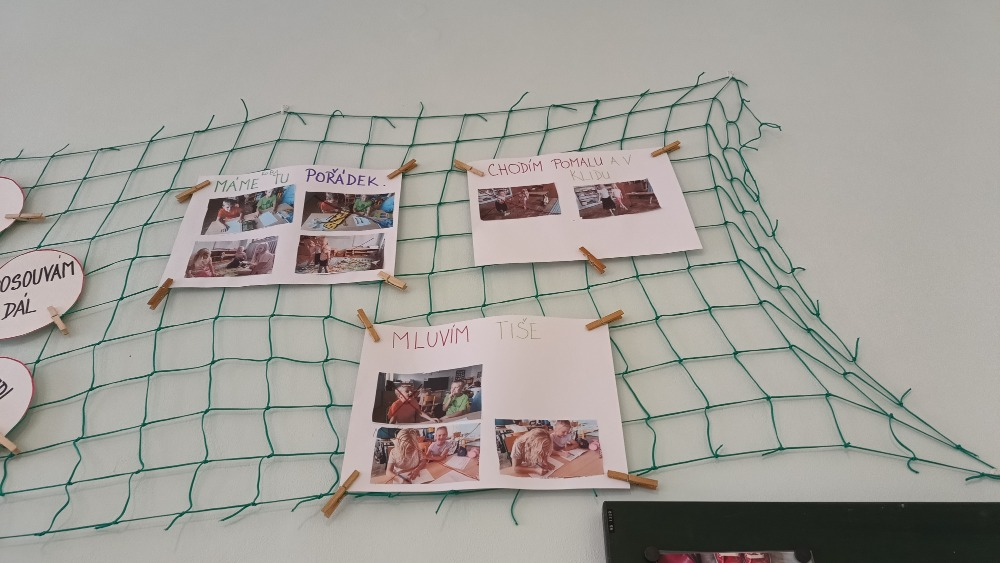 MÁME TU POŘÁDEK.
CHODÍM POMALU A V
KLIDU
OSOUVÁM
DÁL
MLUVÍM TIŠE